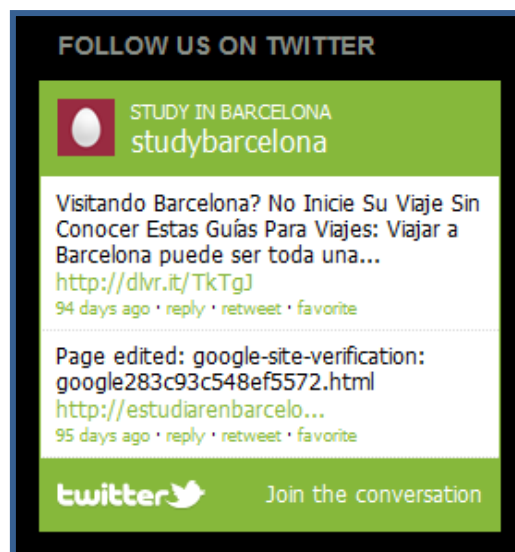 FOLLOW US ON TWITTER
STUDY IN BARCELONA
studybarcelona
Visitando Barcelona? No Inicie Su Viaje Sin
Conocer Estas Guías Para Viajes: Viajar a
Barcelona puede ser toda una...
http://dlvr.it/TkTgJ
94 days ago · reply · retweet · favorite
Page edited: google-site-verification:
google283c93c548ef5572.html
http://estudiarenbarcelo...
95 days ago · reply · retweet · favorite
twitter Join the conversation